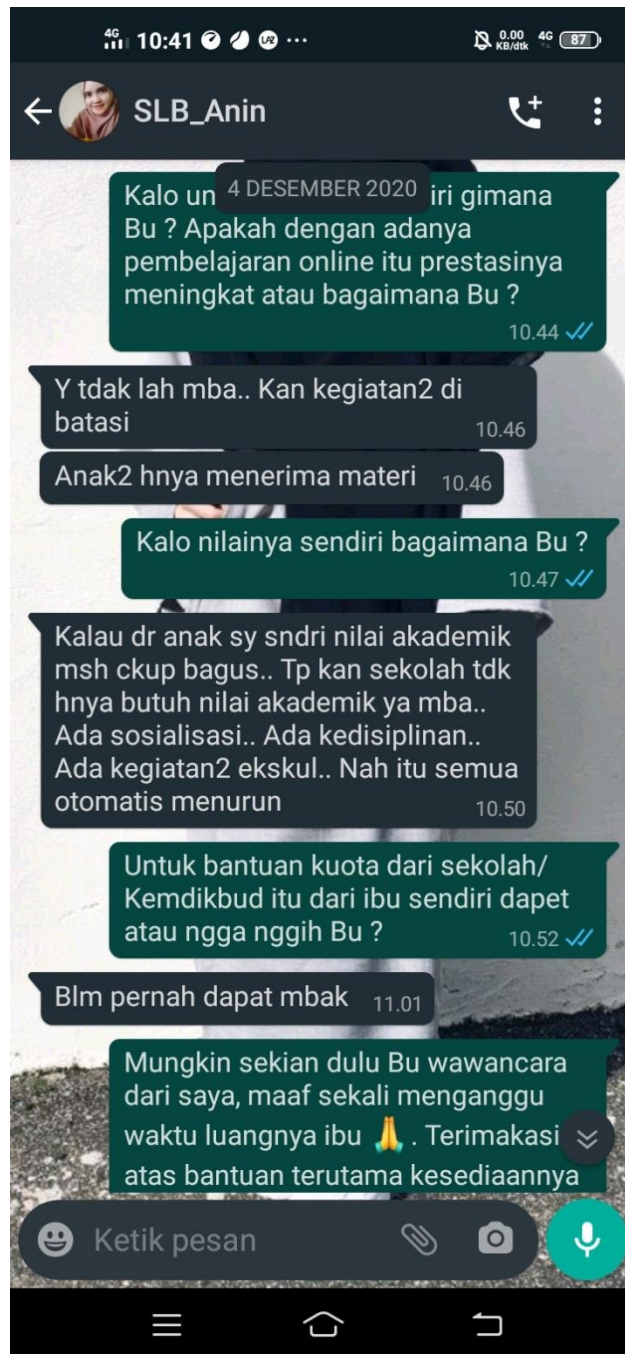 4G 10:41 ... 0.00 KB/dtk 4G 87
SLB_Anin
4 DESEMBER 2020
Kalo un iri gimana
Bu ? Apakah dengan adanya
pembelajaran online itu prestasinya
meningkat atau bagaimana Bu ?
10.44
Y tdak lah mba.. Kan kegiatan2 di
batasi
10.46
Anak2 hnya menerima materi 10.46
Kalo nilainya sendiri bagaimana Bu ?
10.47
Kalau dr anak sy sndri nilai akademik
msh ckup bagus.. Tp kan sekolah tdk
hnya butuh nilai akademik ya mba..
Ada sosialisasi.. Ada kedisiplinan..
Ada kegiatan2 ekskul.. Nah itu semua
otomatis menurun
10.50
Untuk bantuan kuota dari sekolah/
Kemdikbud itu dari ibu sendiri dapet
atau ngga nggih Bu ?
10.52
Blm pernah dapat mbak 11.01
Mungkin sekian dulu Bu wawancara
dari saya, maaf sekali menganggu
waktu luangnya ibu 🙏 . Terimakasi
atas bantuan terutama kesediaannya
Ketik pesan